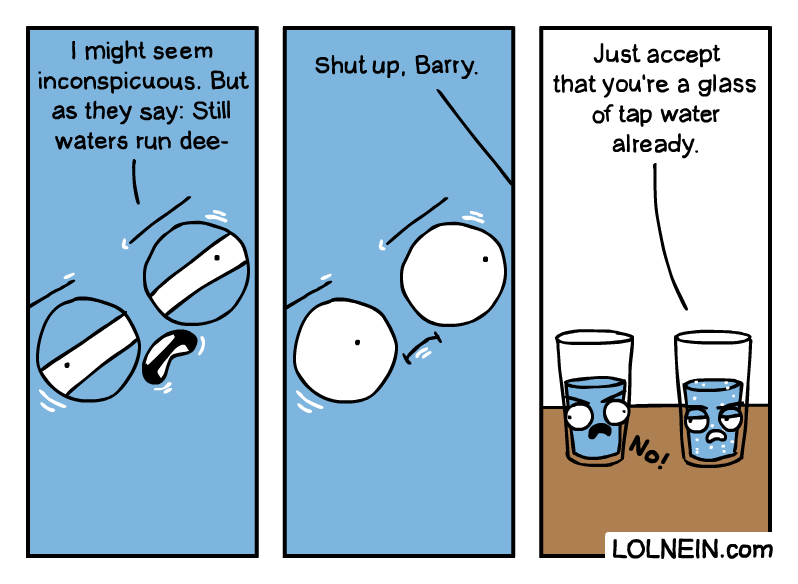 I might seem
inconspicuous. But
as they say: Still
waters run dee-
Shut up, Barry.
Just accept
that you're a glass
of tap water
already.
No!
LOLNEIN.com